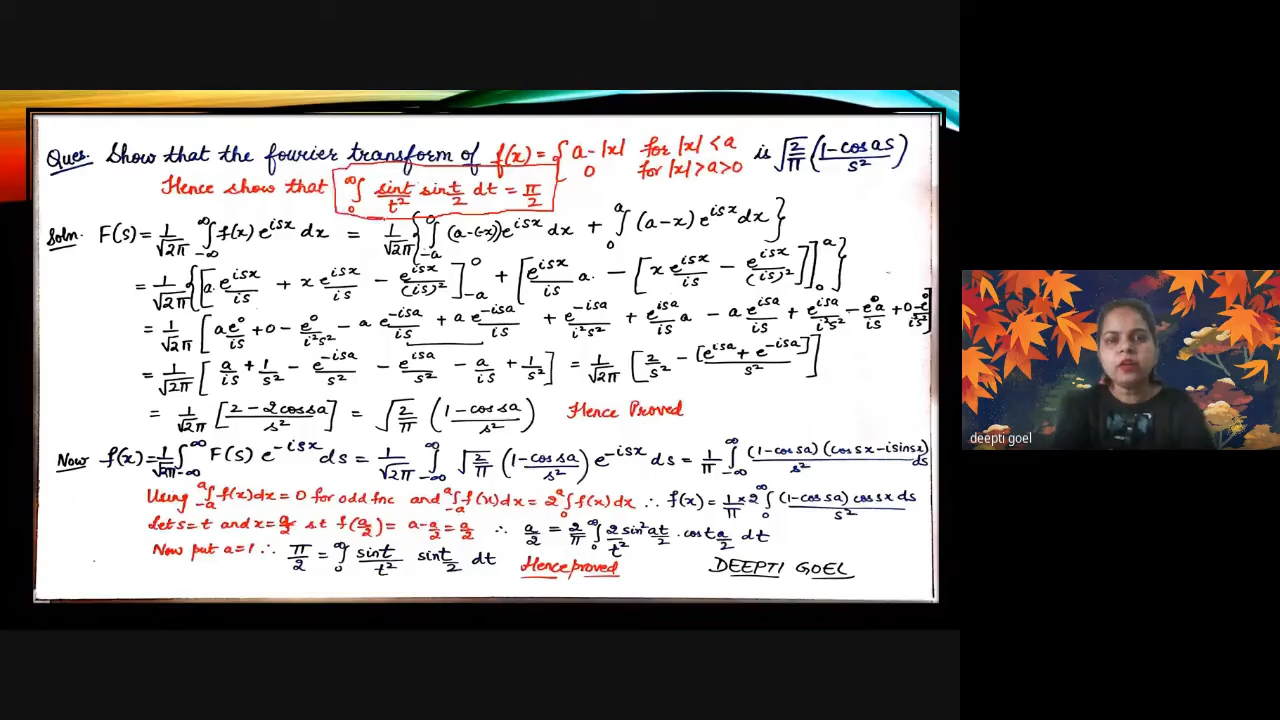 Ques. Show that the fourier transform of f(x) = { a-|x| for |x| < a is √(2/π) ((1-cos as)/s²)
0 for |x| > a > 0
Hence show that ∫₀^∞ sint/t² sin t/2 dt = π/2
Soln. F(s) = 1/√2π ∫_{-∞}^{∞} f(x) e^{isx} dx = 1/√2π { ∫_{-a}^{0} (a-(-x)) e^{isx} dx + ∫₀^a (a-x) e^{isx} dx }
= 1/√2π { [ a. e^{isx}/is + x e^{isx}/is - e^{isx}/(is)² ]_{-a}^{0} + [ e^{isx}/is a. - [ x e^{isx}/is - e^{isx}/(is)² ] ]₀^a }
= 1/√2π [ ae⁰/is + 0 - e⁰/i²s² - a e^{-isa}/is + a e^{-isa}/is + e^{-isa}/i²s² + e^{isa}/is a - a e^{isa}/is + e^{isa}/i²s² - e⁰a/is + 0 - e⁰/i²s² ]
= 1/√2π [ a/is + 1/s² - e^{-isa}/s² - e^{isa}/s² - a/is + 1/s² ] = 1/√2π [ 2/s² - [e^{isa} + e^{-isa}]/s² ]
= 1/√2π [ (2-2cos sa)/s² ] = √(2/π) ((1-cos sa)/s²) Hence Proved
Now f(x) = 1/√2π ∫_{-∞}^{∞} F(s) e^{-isx} ds = 1/√2π ∫_{-∞}^{∞} √(2/π) ((1-cos sa)/s²) e^{-isx} ds = 1/π ∫_{-∞}^{∞} (1-cos sa)(cos sx - i sin sx)/s² ds
Using ∫_{-a}^{a} f(x)dx = 0 for odd fnc and ∫_{-a}^{a} f(x)dx = 2∫₀^a f(x)dx ∴ f(x) = 1/π × 2 ∫₀^∞ (1-cos sa) cos sx ds/s²
Let s=t and x=a/2 s t f(a/2) = a - a/2 = a/2 ∴ a/2 = 2/π ∫₀^∞ 2 sin² at/2 /t² . cos t a/2 dt
Now put a=1 ∴ π/2 = ∫₀^∞ sint/t² sin t/2 dt Hence proved DEEPTI GOEL
deepti goel